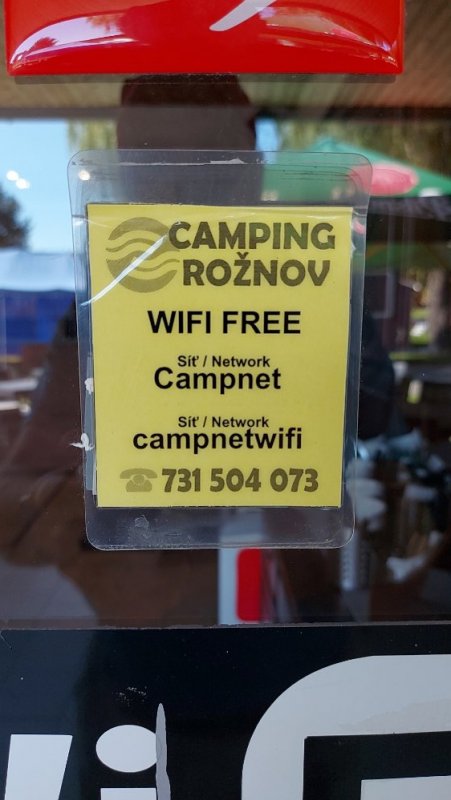 CAMPING
ROŽNOV
WIFI FREE
Síť / Network
Campnet
Síť / Network
campnetwifi
731 504 073